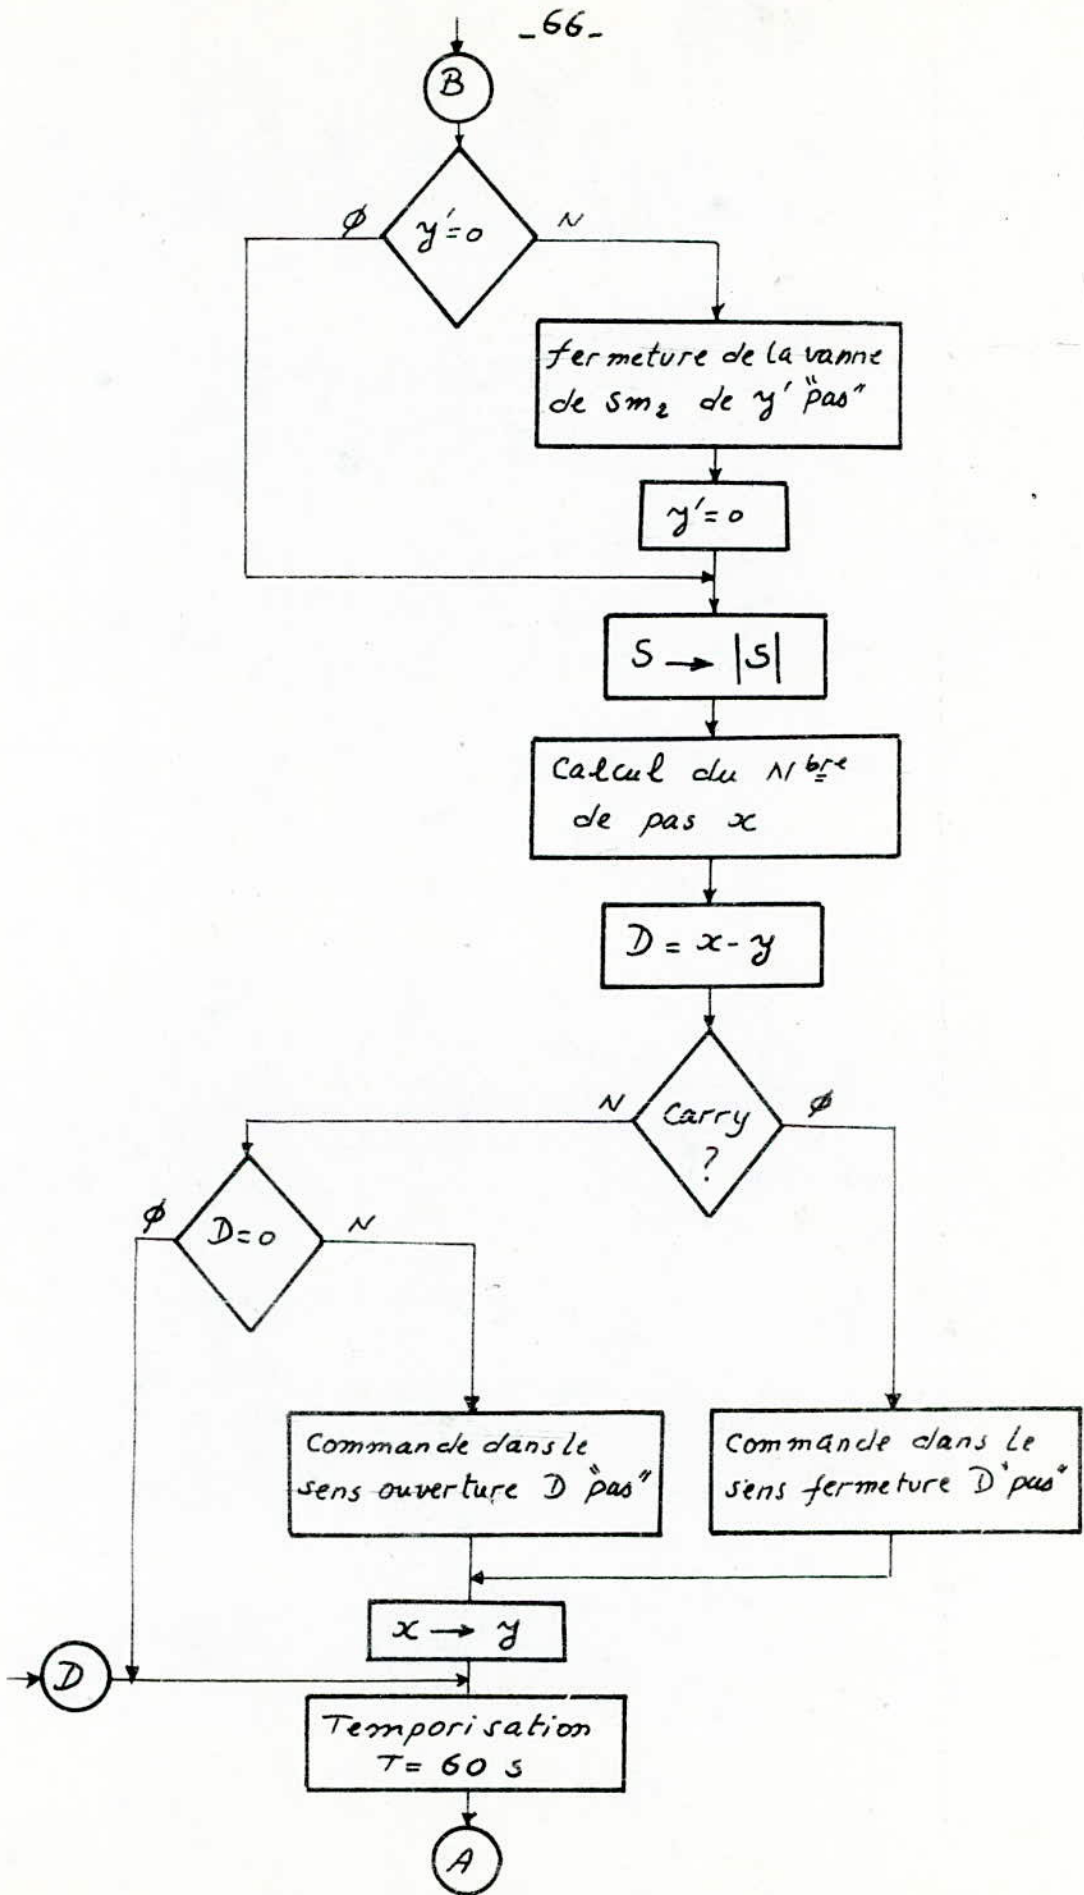 -66-
B
y'=0
φ
N
fermeture de la vanne
de sm₂ de y' "pas"
y'=0
S → |S|
Calcul du Nbre
de pas x
D = x - y
Carry
?
N
φ
D=0
φ
N
Commande dans le
sens ouverture D "pas"
Commande dans le
sens fermeture D "pas"
x → y
D
Temporisation
T= 60 s
A